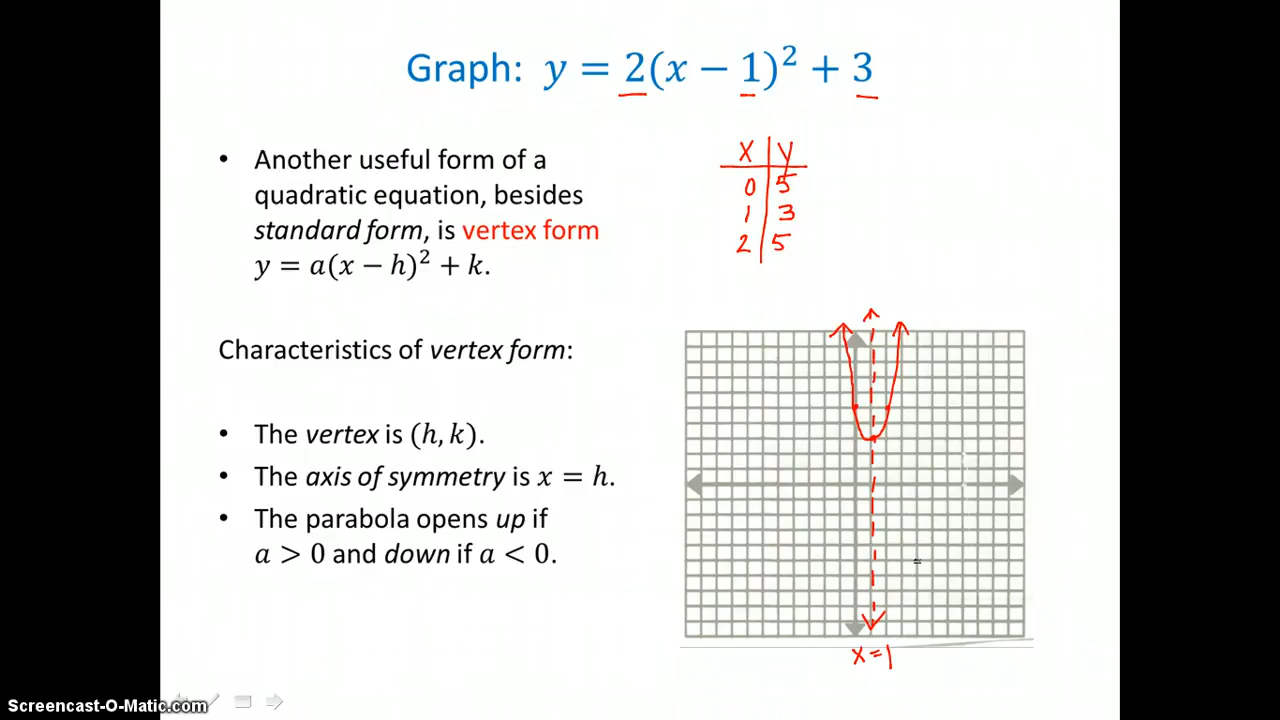 Graph: y = 2(x − 1)² + 3
• Another useful form of a
quadratic equation, besides
standard form, is vertex form
y = a(x − h)² + k.
Characteristics of vertex form:
• The vertex is (h, k).
• The axis of symmetry is x = h.
• The parabola opens up if
a > 0 and down if a < 0.
X Y
0 5
1 3
2 5
x = 1
Screencast-O-Matic.com